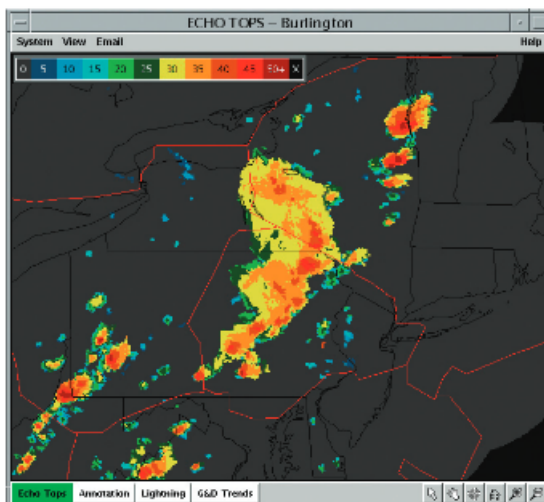 ECHO TOPS – Burlington
System View Email Help
0 5 10 15 20 25 30 35 40 45 50+ X
Echo Tops Annotation Lightning G&D Trends